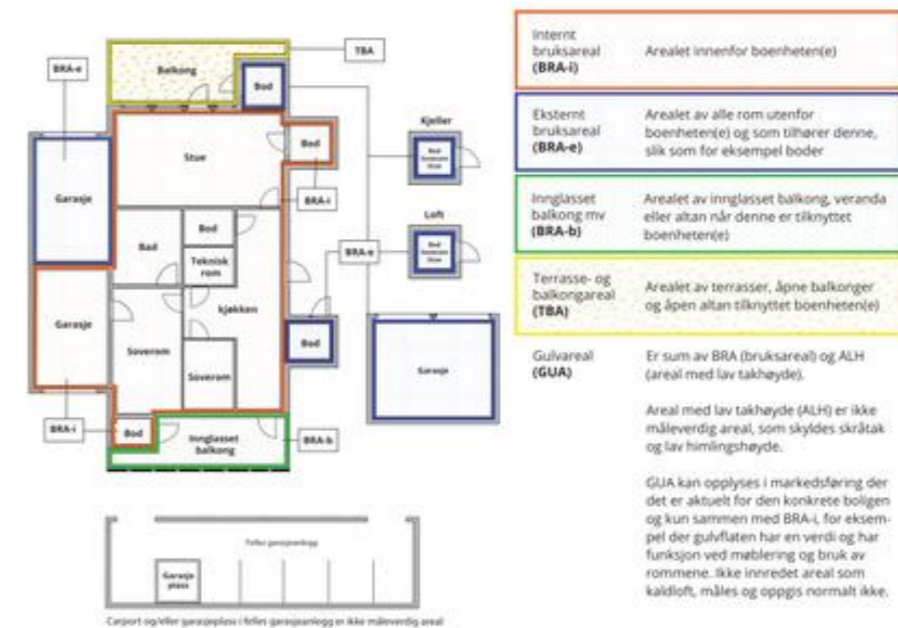 TBA
BRA-e
Balkong
Bod
Kjeller
Bod
Stue
Bod
Garasje
BRA-i
Loft
Bod
Bad
Teknisk
rom
BRA-e
Bod
kjøkken
Garasje
Bod
Soverom
Garasje
Soverom
BRA-i
Bod
Innglasset
balkong
BRA-b
Felles garasjeanlegg
Garasje
plass
Carport og/eller garasjeplass i felles garasjeanlegg er ikke måleverdig areal
Internt
bruksareal
(BRA-i)
Arealet innenfor boenheten(e)
Eksternt
bruksareal
(BRA-e)
Arealet av alle rom utenfor
boenheten(e) og som tilhører denne,
slik som for eksempel boder
Innglasset
balkong mv
(BRA-b)
Arealet av innglasset balkong, veranda
eller altan når denne er tilknyttet
boenheten(e)
Terrasse- og
balkongareal
(TBA)
Arealet av terrasser, åpne balkonger
og åpen altan tilknyttet boenheten(e)
Gulvareal
(GUA)
Er sum av BRA (bruksareal) og ALH
(areal med lav takhøyde).
Areal med lav takhøyde (ALH) er ikke
måleverdig areal, som skyldes skråtak
og lav himlingshøyde.
GUA kan opplyses i markedsføring der
det er aktuelt for den konkrete boligen
og kun sammen med BRA-i, for eksem-
pel der gulvflaten har en verdi og har
funksjon ved møblering og bruk av
rommene. Ikke innredet areal som
kaldloft, måles og oppgis normalt ikke.